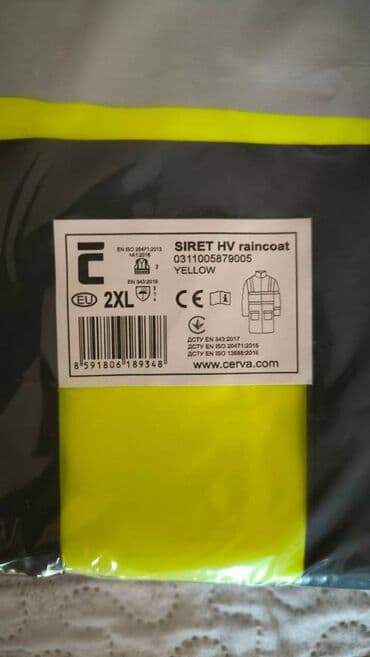 EN ISO 20471:2013
+A1:2016
3
EN 343:2019
EU
2XL
8 591806 189348
SIRET HV raincoat
0311005879005
YELLOW
CE
i
ДСТУ EN 343:2017
ДСТУ EN ISO 20471:2015
ДСТУ EN ISO 13688:2016
www.cerva.com